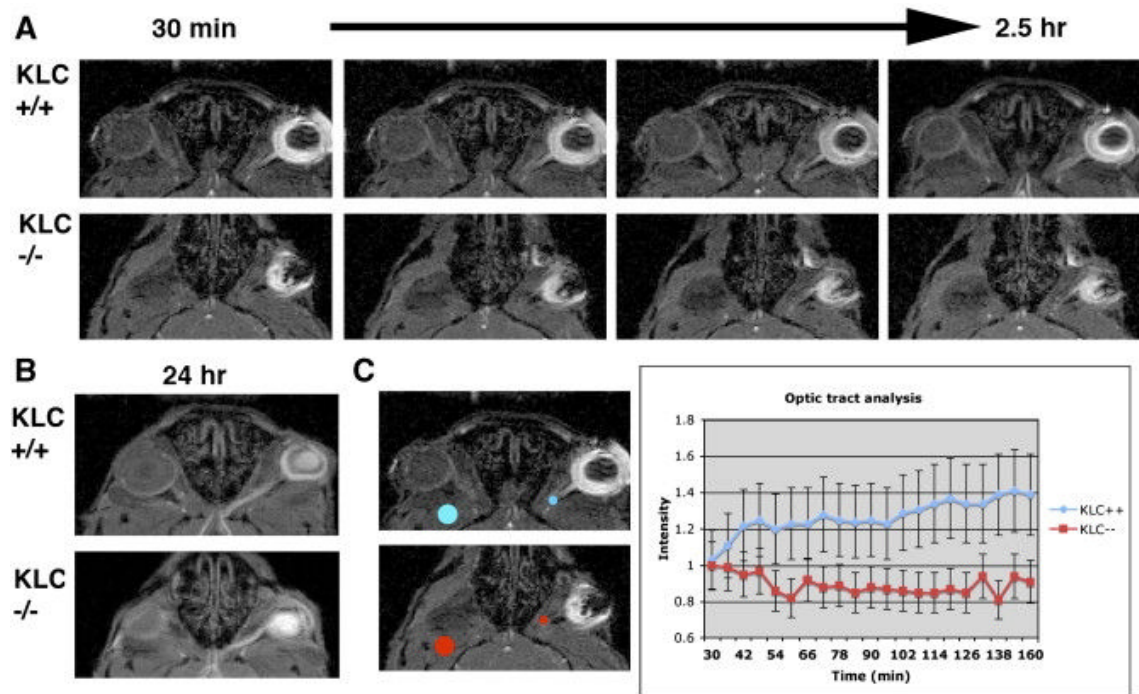 A 30 min 2.5 hr
KLC
+/+
KLC
-/-
B 24 hr
KLC
+/+
KLC
-/-
C
Optic tract analysis
1.8
1.6
1.4
1.2
1
0.8
0.6
Intensity
30 42 54 66 78 90 102 114 126 138 160
Time (min)
KLC++
KLC--